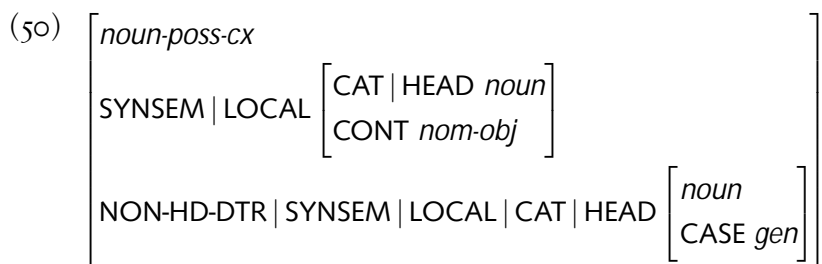 (50) noun-poss-cx
SYNSEM | LOCAL CAT | HEAD noun
CONT nom-obj
NON-HD-DTR | SYNSEM | LOCAL | CAT | HEAD noun
CASE gen